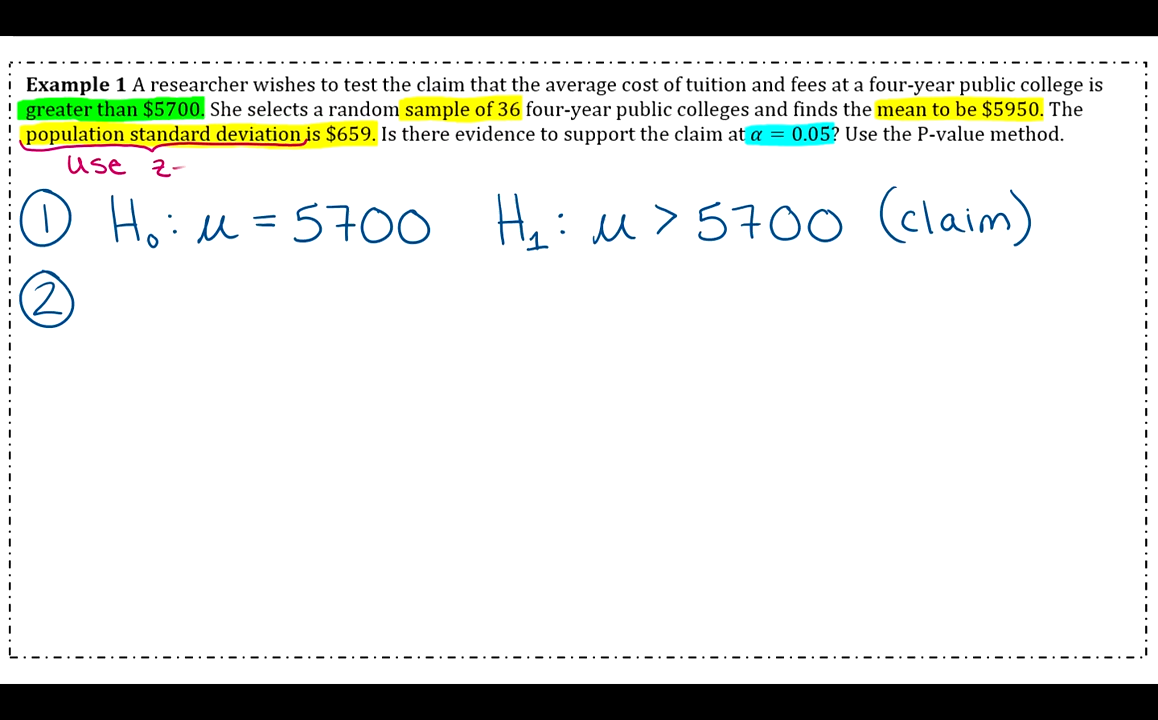 Example 1 A researcher wishes to test the claim that the average cost of tuition and fees at a four-year public college is
greater than $5700. She selects a random sample of 36 four-year public colleges and finds the mean to be $5950. The
population standard deviation is $659. Is there evidence to support the claim at α = 0.05? Use the P-value method.
use z-
① H₀: μ = 5700 H₁: μ > 5700 (claim)
②